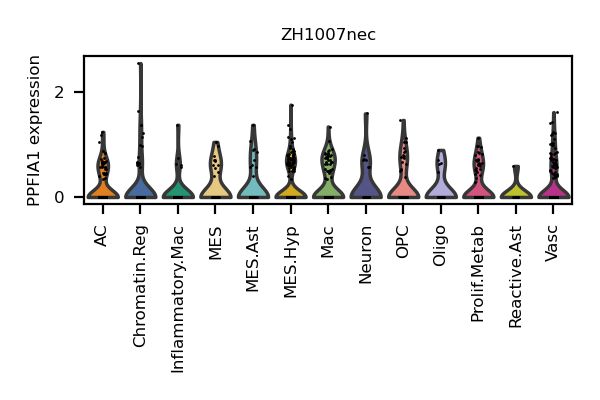 ZH1007nec
PPFIA1 expression
2
0
AC
Chromatin.Reg
Inflammatory.Mac
MES
MES.Ast
MES.Hyp
Mac
Neuron
OPC
Oligo
Prolif.Metab
Reactive.Ast
Vasc